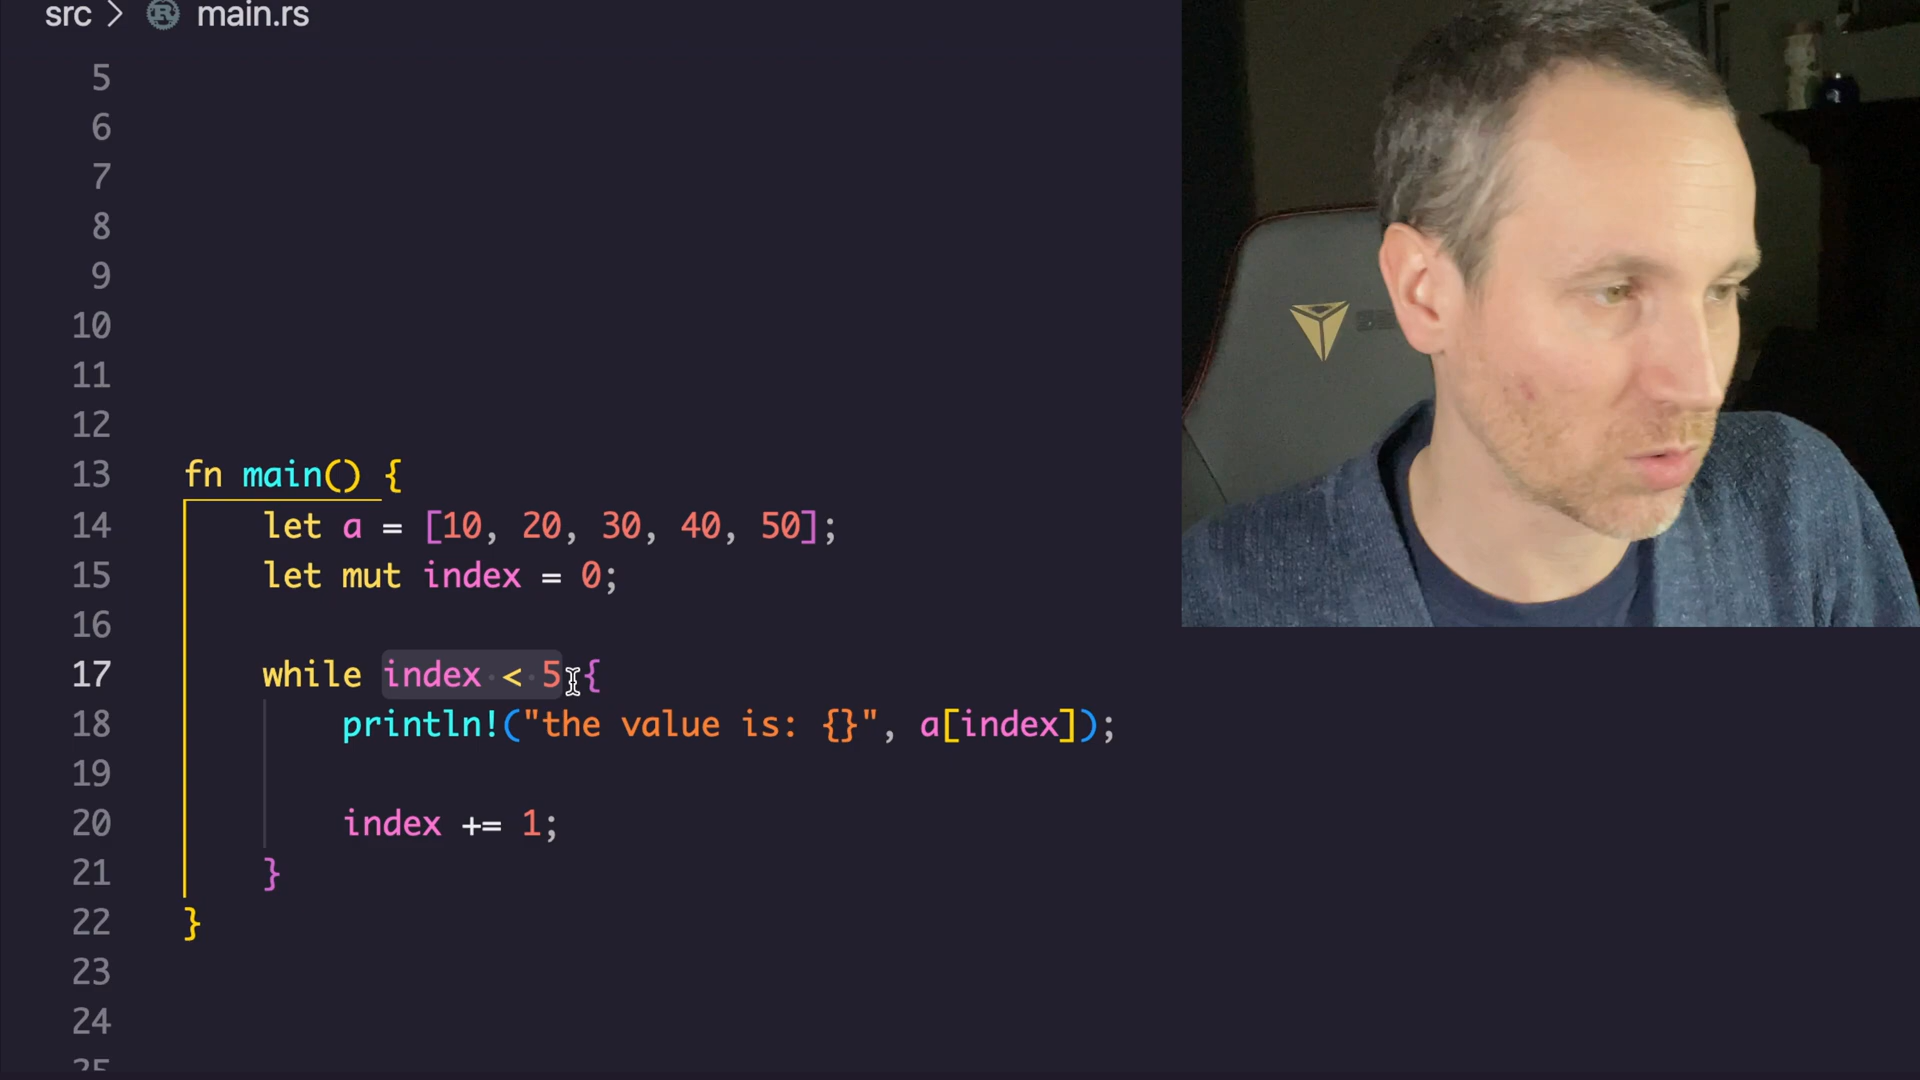 src > main.rs
5
6
7
8
9
10
11
12
13 fn main() {
14 let a = [10, 20, 30, 40, 50];
15 let mut index = 0;
16
17 while index < 5 {
18 println!("the value is: {}", a[index]);
19
20 index += 1;
21 }
22 }
23
24
25